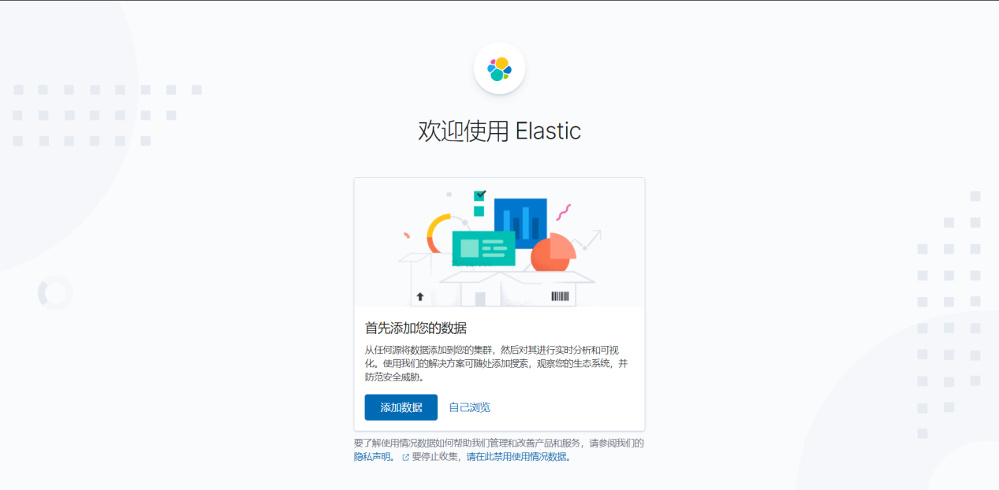 欢迎使用 Elastic
首先添加您的数据
从任何源将数据添加到您的集群，然后对其进行实时分析和可视
化。使用我们的解决方案可随处添加搜索，观察您的生态系统，并
防范安全威胁。
添加数据 自己浏览
要了解使用情况数据如何帮助我们管理和改善产品和服务，请参阅我们的
隐私声明。 要停止收集，请在此禁用使用情况数据。